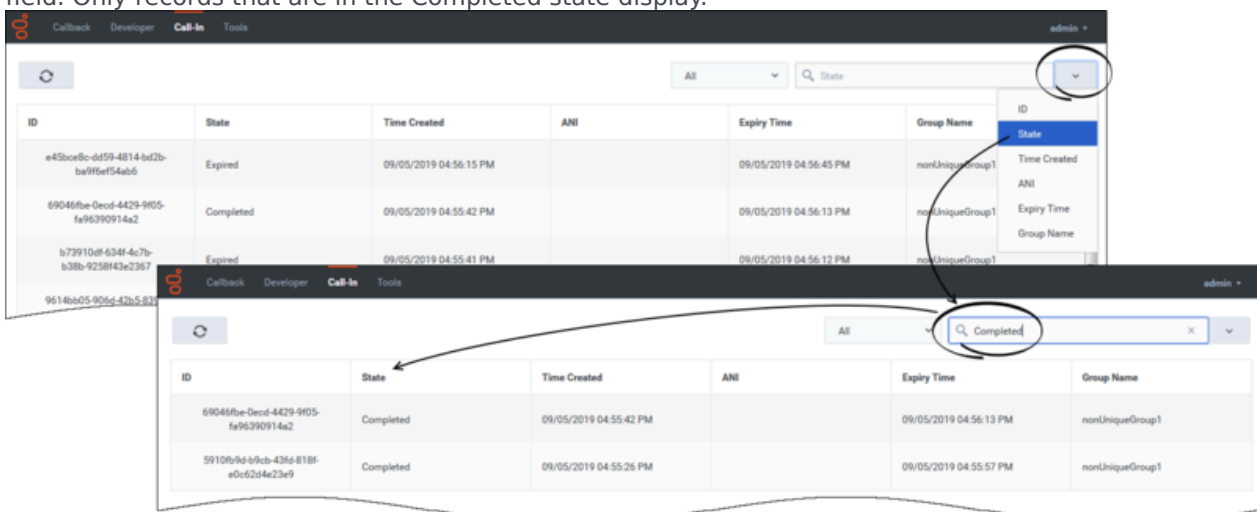 field. Only records that are in the Completed state display.
Callback Developer Call-In Tools admin
All State
ID State Time Created ANI Expiry Time Group Name
ID
State
Time Created
ANI
Expiry Time
Group Name
e45bce8c-dd59-4814-bd2b-
ba9f6ef54ab6
Expired 09/05/2019 04:56:15 PM 09/05/2019 04:56:45 PM nonUniqueGroup1
69046fbe-0ecd-4429-9f05-
fa96390914a2
Completed 09/05/2019 04:55:42 PM 09/05/2019 04:56:13 PM nonUniqueGroup1
b73910df-634f-4c7b-
b38b-9258f43e2367
Expired 09/05/2019 04:55:41 PM 09/05/2019 04:56:12 PM nonUniqueGroup1
9614bb05-906d-42b5-839
Callback Developer Call-In Tools admin
All Completed
ID State Time Created ANI Expiry Time Group Name
69046fbe-0ecd-4429-9f05-
fa96390914a2
Completed 09/05/2019 04:55:42 PM 09/05/2019 04:56:13 PM nonUniqueGroup1
5910fb9d-b9cb-43fd-818f-
e0c62d4e23e9
Completed 09/05/2019 04:55:26 PM 09/05/2019 04:55:57 PM nonUniqueGroup1